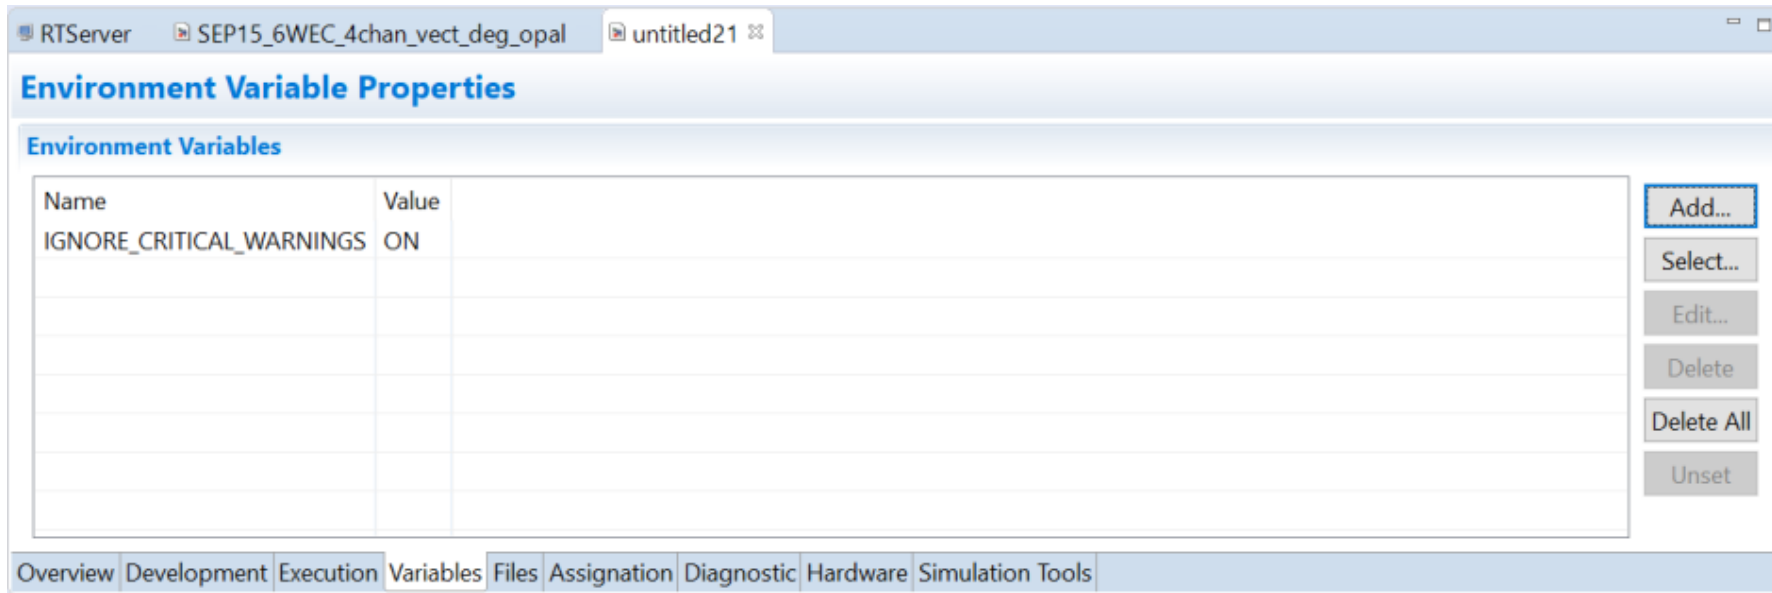 RTServer SEP15_6WEC_4chan_vect_deg_opal untitled21
Environment Variable Properties
Environment Variables
Name Value
IGNORE_CRITICAL_WARNINGS ON
Add...
Select...
Edit...
Delete
Delete All
Unset
Overview Development Execution Variables Files Assignation Diagnostic Hardware Simulation Tools